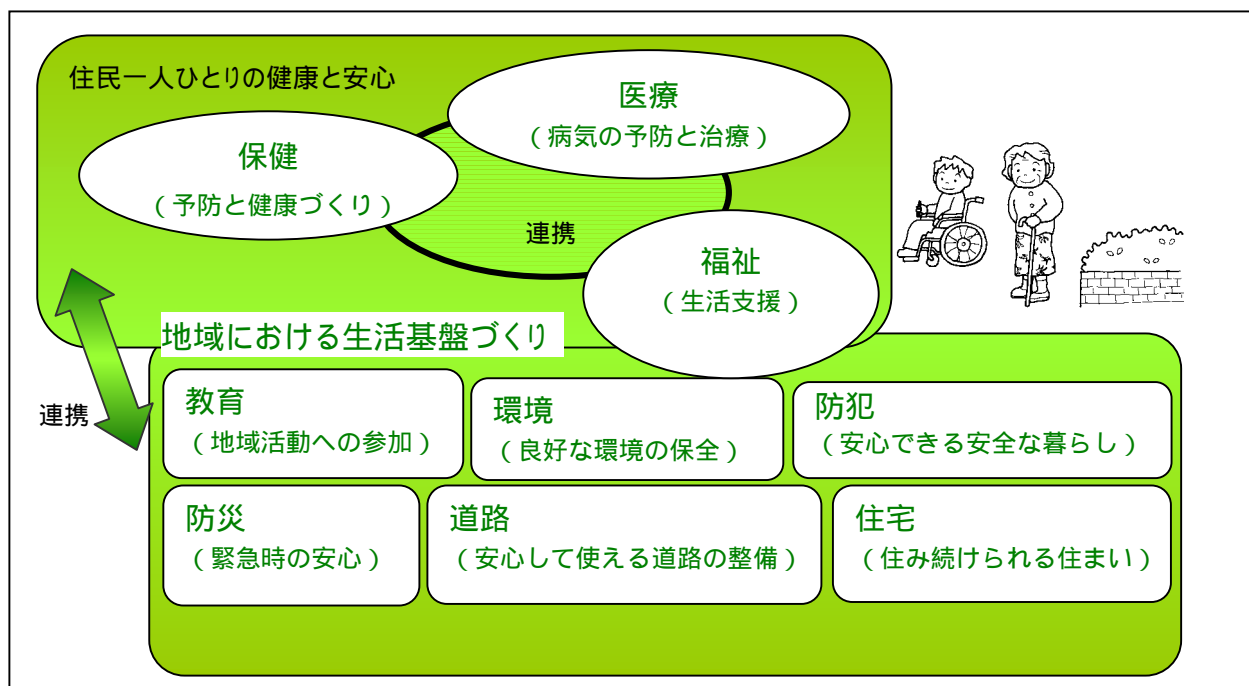 住民一人ひとりの健康と安心
医療
（病気の予防と治療）
保健
（予防と健康づくり）
連携
福祉
（生活支援）
地域における生活基盤づくり
連携
教育
（地域活動への参加）
環境
（良好な環境の保全）
防犯
（安心できる安全な暮らし）
防災
（緊急時の安心）
道路
（安心して使える道路の整備）
住宅
（住み続けられる住まい）